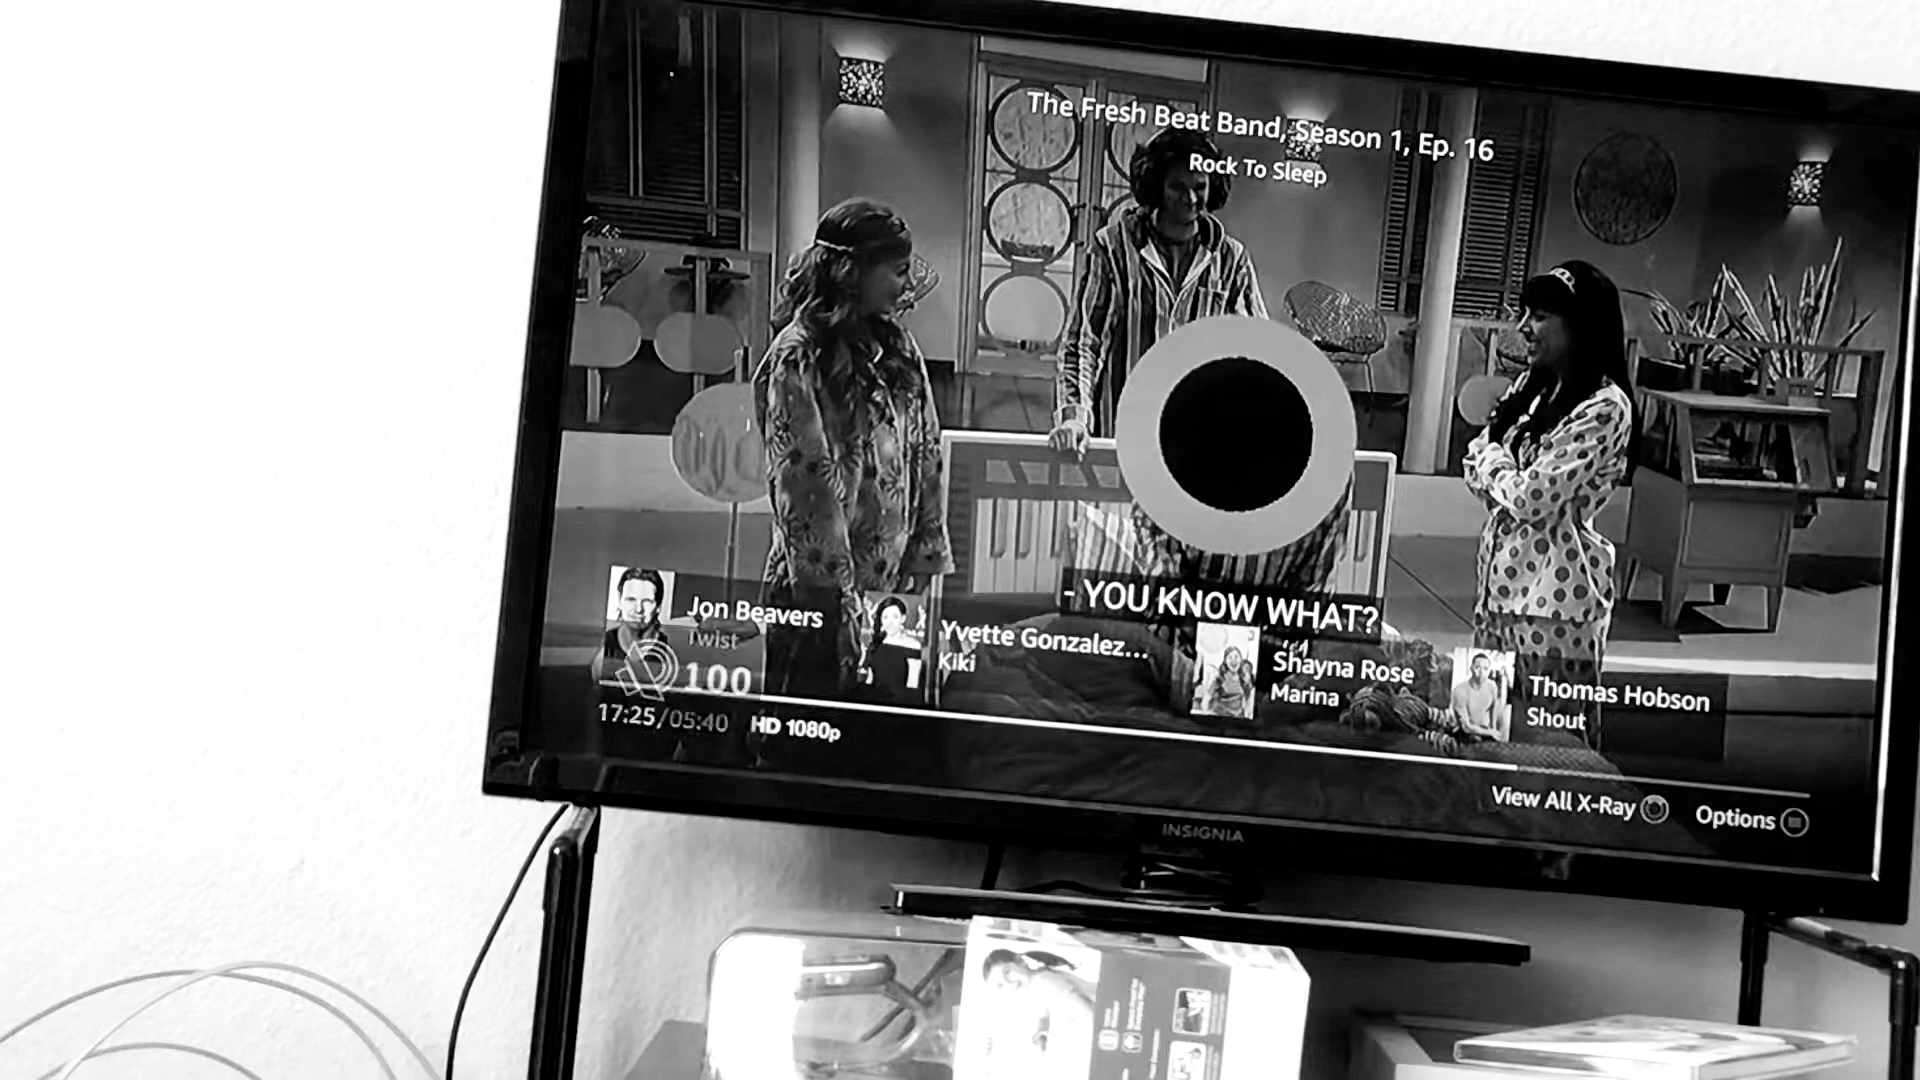 The Fresh Beat Band, Season 1, Ep. 16
Rock To Sleep
- YOU KNOW WHAT?
Jon Beavers
Twist
Yvette Gonzalez...
Kiki
Shayna Rose
Marina
Thomas Hobson
Shout
100
17:25/05:40 HD 1080p
View All X-Ray
Options
INSIGNIA